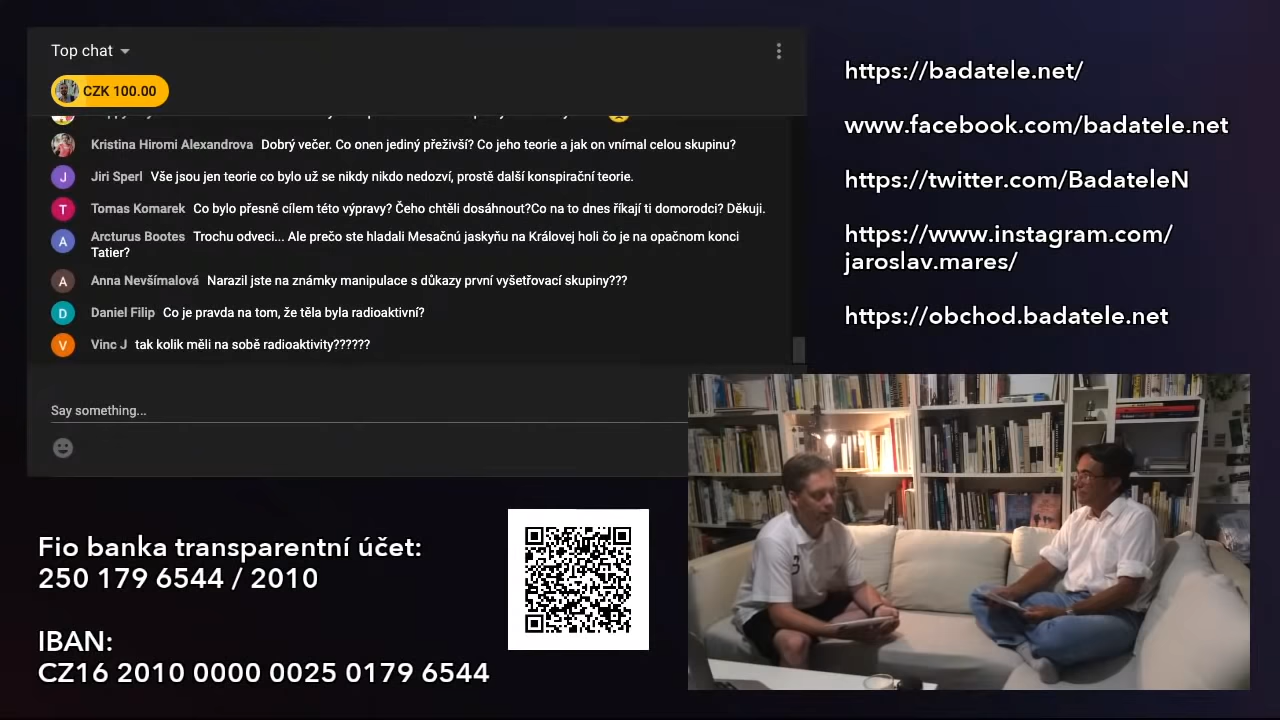 Top chat
CZK 100.00
Kristina Hiromi Alexandrova Dobrý večer. Co onen jediný přeživší? Co jeho teorie a jak on vnímal celou skupinu?
J Jiri Sperl Vše jsou jen teorie co bylo už se nikdy nikdo nedozví, prostě další konspirační teorie.
T Tomas Komarek Co bylo přesně cílem této výpravy? Čeho chtěli dosáhnout?Co na to dnes říkají ti domorodci? Děkuji.
A Arcturus Bootes Trochu odveci... Ale prečo ste hladali Mesačnú jaskyňu na Královej holi čo je na opačnom konci
Tatier?
A Anna Nevšímalová Narazil jste na známky manipulace s důkazy první vyšetřovací skupiny???
D Daniel Filip Co je pravda na tom, že těla byla radioaktivní?
V Vinc J tak kolik měli na sobě radioaktivity??????
Say something...
https://badatele.net/
www.facebook.com/badatele.net
https://twitter.com/BadateleN
https://www.instagram.com/
jaroslav.mares/
https://obchod.badatele.net
Fio banka transparentní účet:
250 179 6544 / 2010
IBAN:
CZ16 2010 0000 0025 0179 6544